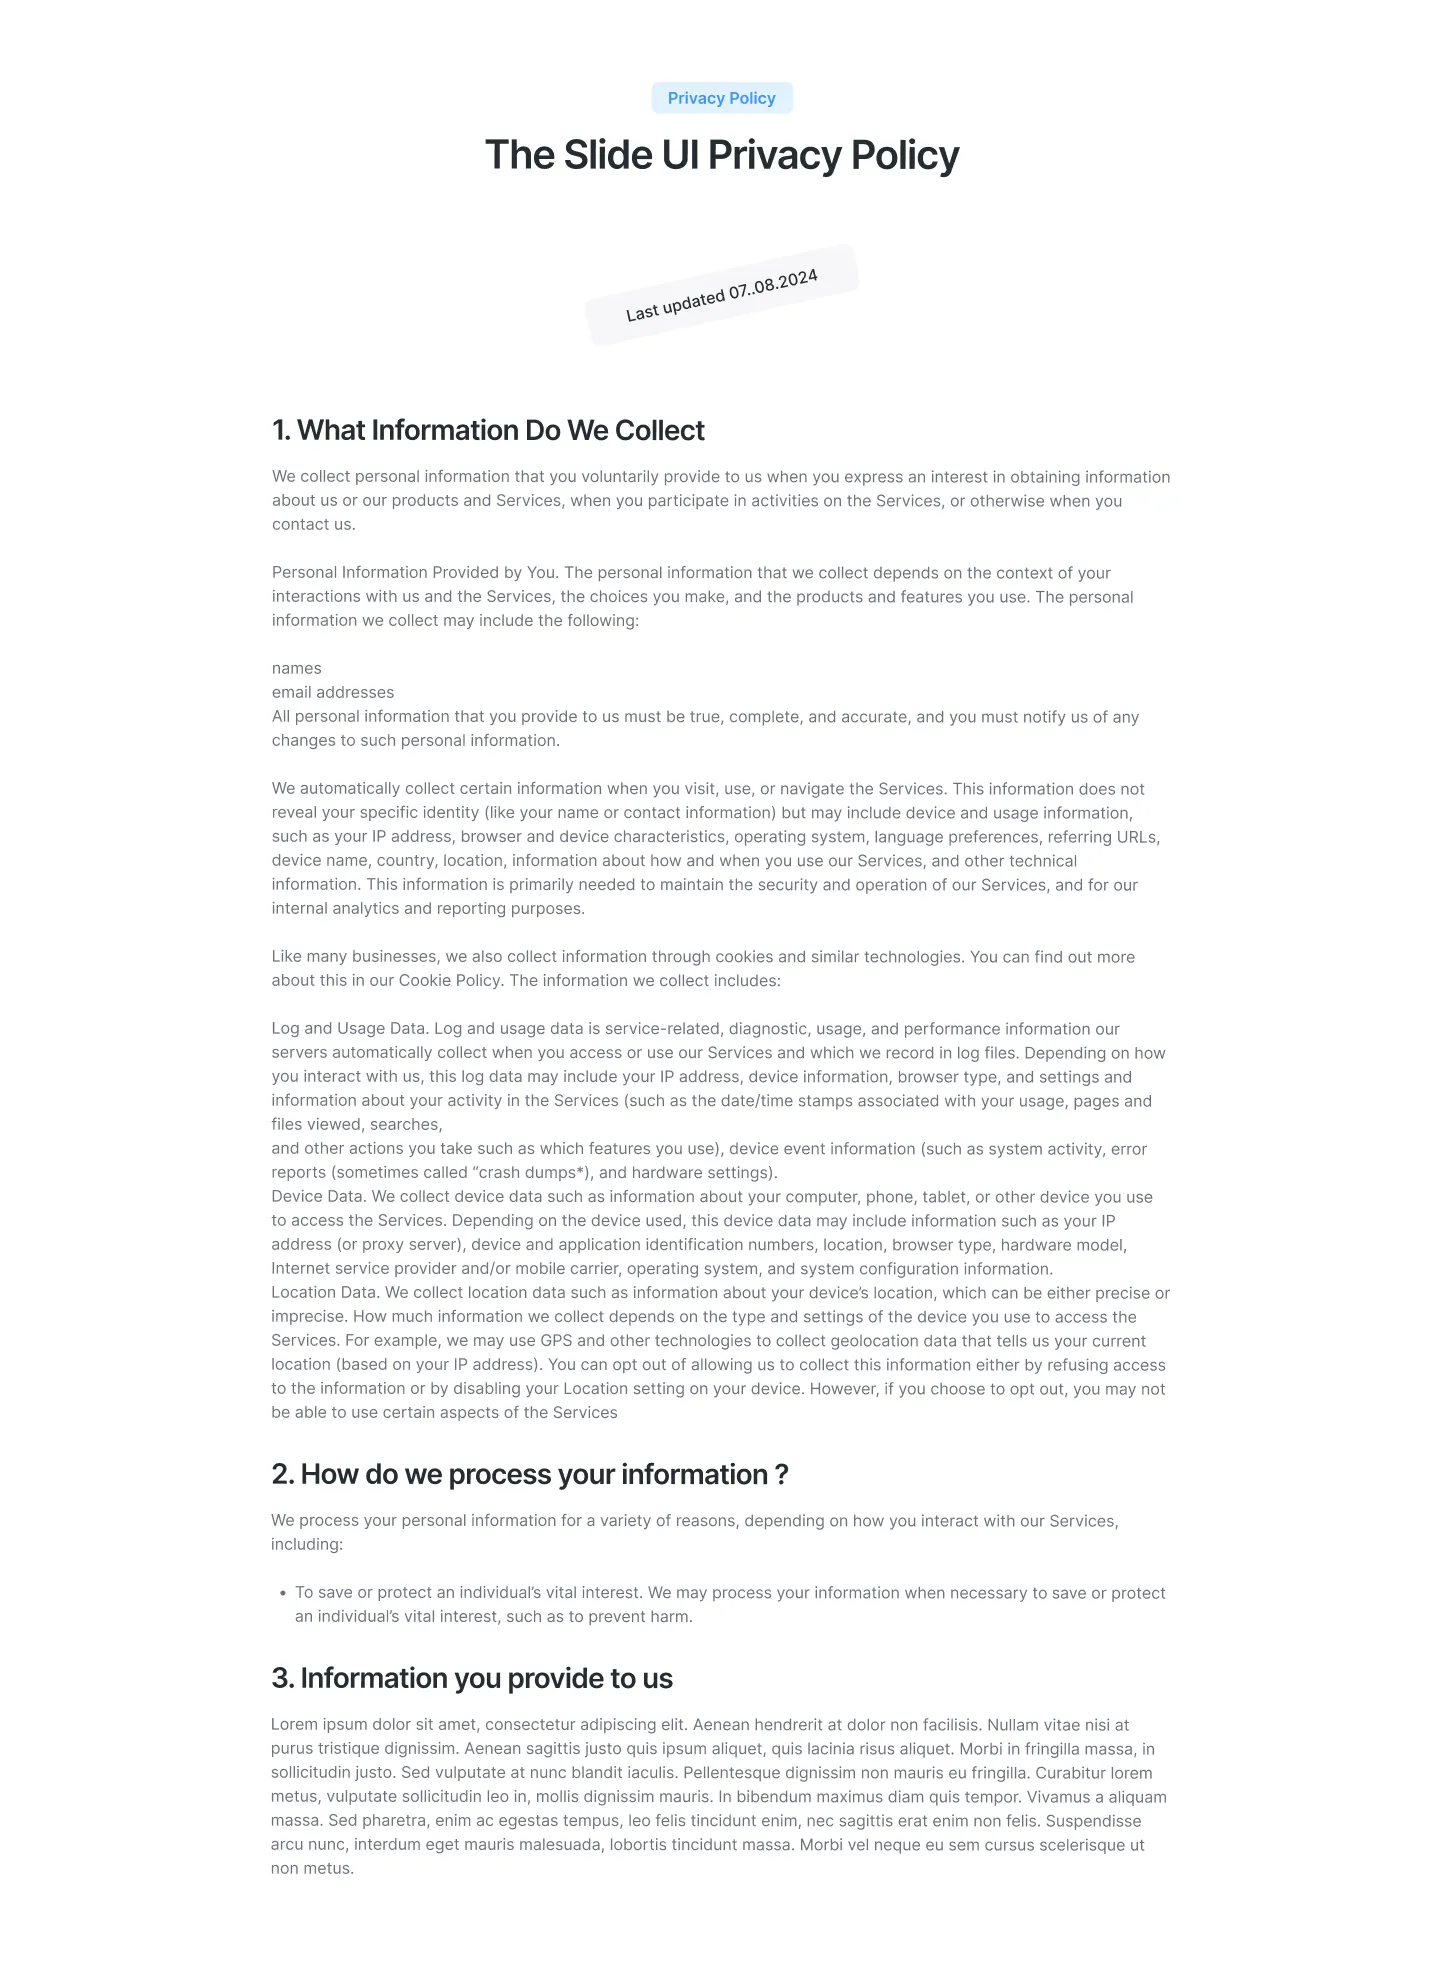 Privacy Policy
The Slide UI Privacy Policy
Last updated 07..08.2024
1. What Information Do We Collect
We collect personal information that you voluntarily provide to us when you express an interest in obtaining information
about us or our products and Services, when you participate in activities on the Services, or otherwise when you
contact us.
Personal Information Provided by You. The personal information that we collect depends on the context of your
interactions with us and the Services, the choices you make, and the products and features you use. The personal
information we collect may include the following:
names
email addresses
All personal information that you provide to us must be true, complete, and accurate, and you must notify us of any
changes to such personal information.
We automatically collect certain information when you visit, use, or navigate the Services. This information does not
reveal your specific identity (like your name or contact information) but may include device and usage information,
such as your IP address, browser and device characteristics, operating system, language preferences, referring URLs,
device name, country, location, information about how and when you use our Services, and other technical
information. This information is primarily needed to maintain the security and operation of our Services, and for our
internal analytics and reporting purposes.
Like many businesses, we also collect information through cookies and similar technologies. You can find out more
about this in our Cookie Policy. The information we collect includes:
Log and Usage Data. Log and usage data is service-related, diagnostic, usage, and performance information our
servers automatically collect when you access or use our Services and which we record in log files. Depending on how
you interact with us, this log data may include your IP address, device information, browser type, and settings and
information about your activity in the Services (such as the date/time stamps associated with your usage, pages and
files viewed, searches,
and other actions you take such as which features you use), device event information (such as system activity, error
reports (sometimes called “crash dumps*), and hardware settings).
Device Data. We collect device data such as information about your computer, phone, tablet, or other device you use
to access the Services. Depending on the device used, this device data may include information such as your IP
address (or proxy server), device and application identification numbers, location, browser type, hardware model,
Internet service provider and/or mobile carrier, operating system, and system configuration information.
Location Data. We collect location data such as information about your device’s location, which can be either precise or
imprecise. How much information we collect depends on the type and settings of the device you use to access the
Services. For example, we may use GPS and other technologies to collect geolocation data that tells us your current
location (based on your IP address). You can opt out of allowing us to collect this information either by refusing access
to the information or by disabling your Location setting on your device. However, if you choose to opt out, you may not
be able to use certain aspects of the Services
2. How do we process your information ?
We process your personal information for a variety of reasons, depending on how you interact with our Services,
including:
• To save or protect an individual’s vital interest. We may process your information when necessary to save or protect
an individual’s vital interest, such as to prevent harm.
3. Information you provide to us
Lorem ipsum dolor sit amet, consectetur adipiscing elit. Aenean hendrerit at dolor non facilisis. Nullam vitae nisi at
purus tristique dignissim. Aenean sagittis justo quis ipsum aliquet, quis lacinia risus aliquet. Morbi in fringilla massa, in
sollicitudin justo. Sed vulputate at nunc blandit iaculis. Pellentesque dignissim non mauris eu fringilla. Curabitur lorem
metus, vulputate sollicitudin leo in, mollis dignissim mauris. In bibendum maximus diam quis tempor. Vivamus a aliquam
massa. Sed pharetra, enim ac egestas tempus, leo felis tincidunt enim, nec sagittis erat enim non felis. Suspendisse
arcu nunc, interdum eget mauris malesuada, lobortis tincidunt massa. Morbi vel neque eu sem cursus scelerisque ut
non metus.